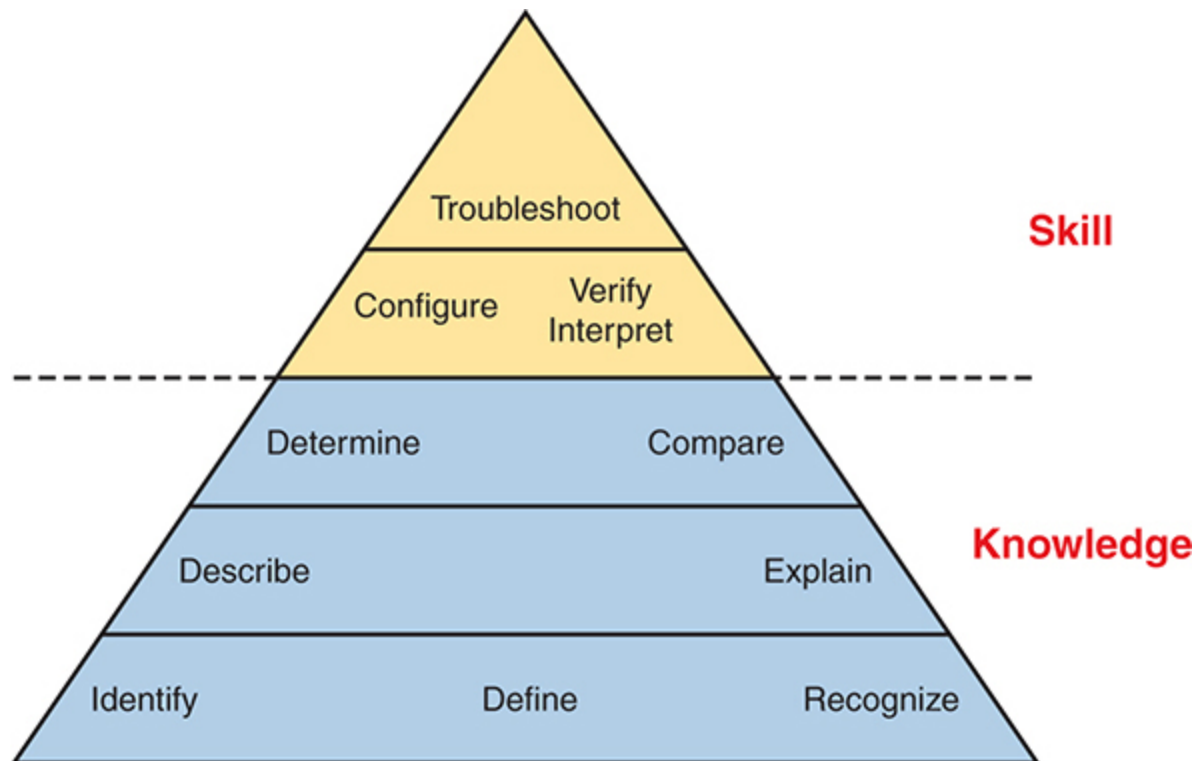 Troubleshoot
Skill
Configure
Verify
Interpret
Determine
Compare
Knowledge
Describe
Explain
Identify
Define
Recognize